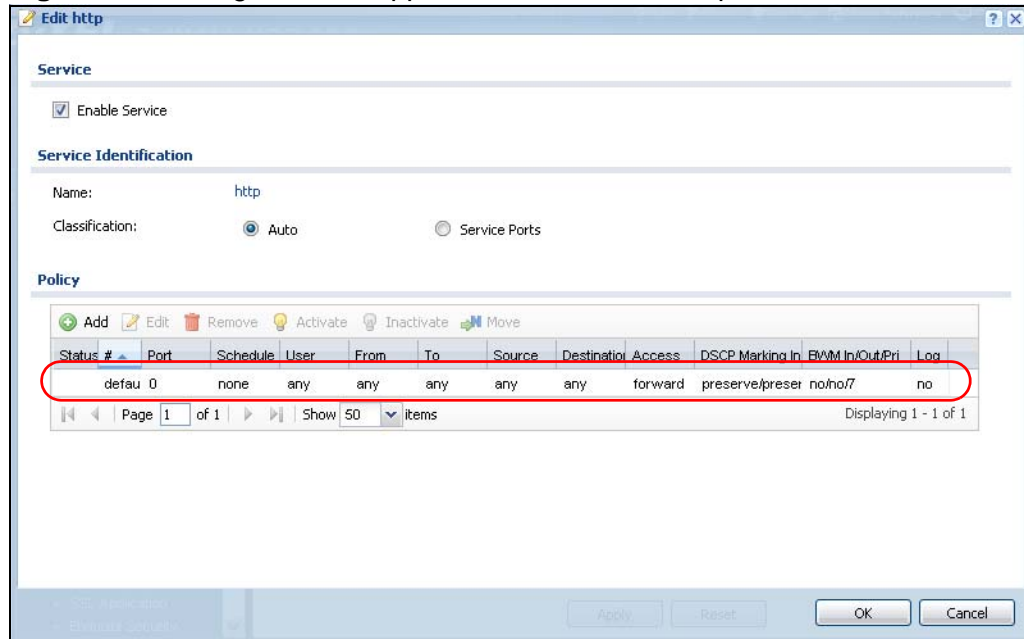 Edit http
Service
Enable Service
Service Identification
Name: http
Classification: Auto Service Ports
Policy
Add Edit Remove Activate Inactivate Move
Status # Port Schedule User From To Source Destination Access DSCP Marking In BWM In/Out/Pri Log
defau 0 none any any any any any forward preserve/preser no/no/7 no
Page 1 of 1 Show 50 items Displaying 1 - 1 of 1
Apply Reset OK Cancel